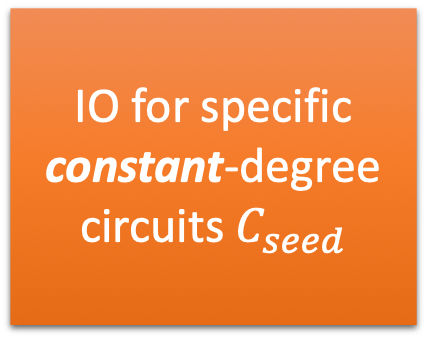 IO for specific
constant-degree
circuits C_seed